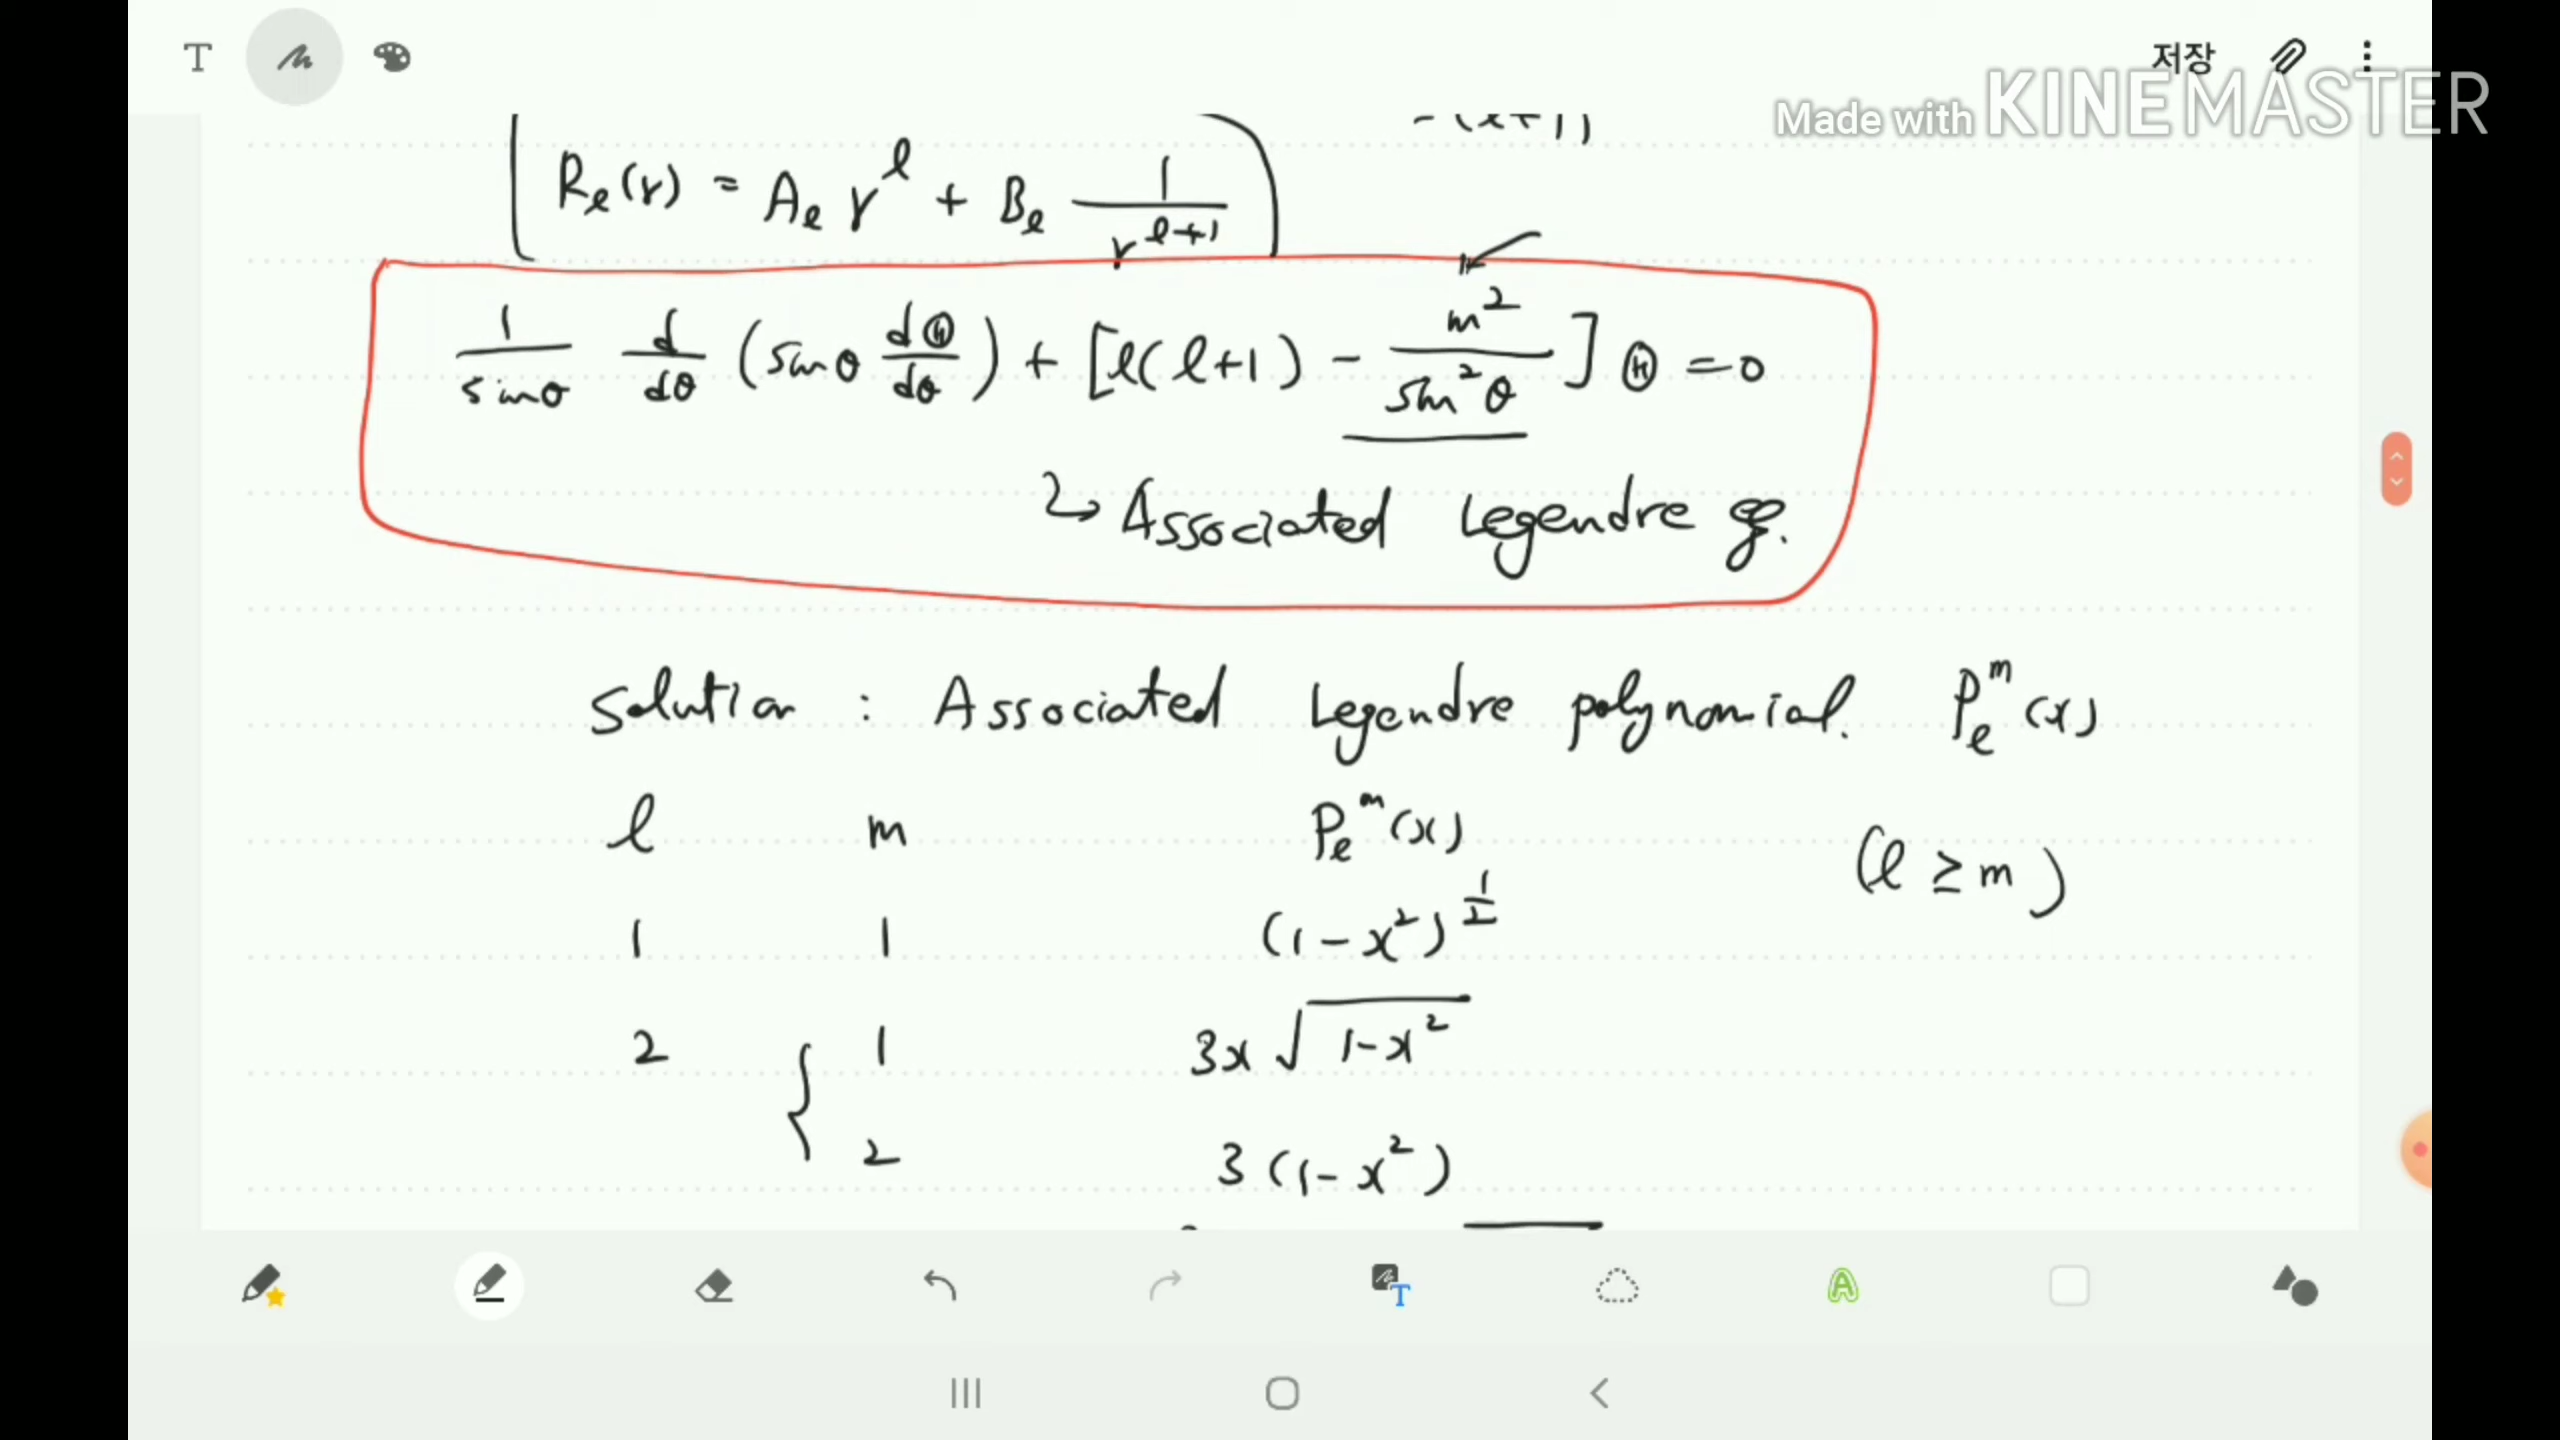 T 저장
Made with KINEMASTER
-(l+1)
R_l(r) = A_l r^l + B_l 1/r^(l+1)
1/sinθ d/dθ (sinθ dΘ/dθ) + [l(l+1) - m²/sin²θ] Θ = 0
↳ Associated Legendre eq.
Solution : Associated Legendre polynomial. P_l^m(x)
l m P_l^m(x) (l ≥ m)
1 1 (1-x²)^(1/2)
2 { 1 3x √(1-x²)
2 3(1-x²)